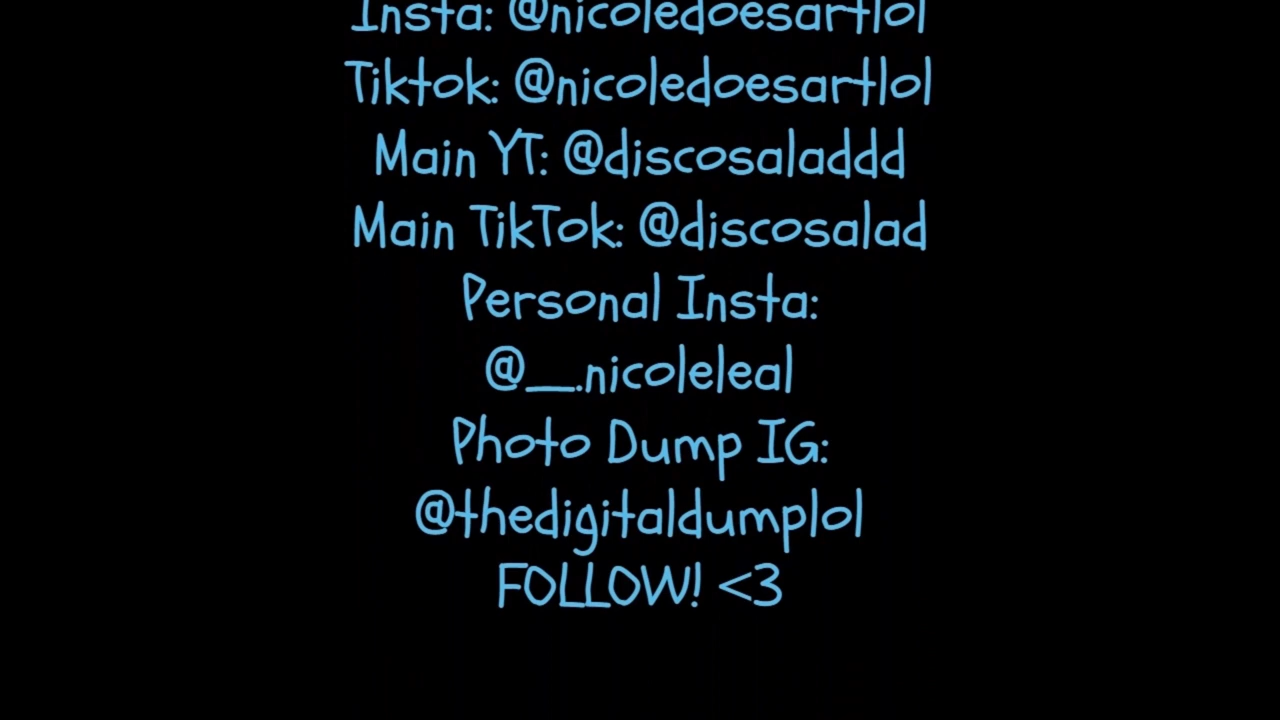 Insta: @nicoledoesartlol
Tiktok: @nicoledoesartlol
Main YT: @discosaladdd
Main TikTok: @discosalad
Personal Insta:
@__.nicoleleal
Photo Dump IG:
@thedigitaldumplol
FOLLOW! <3